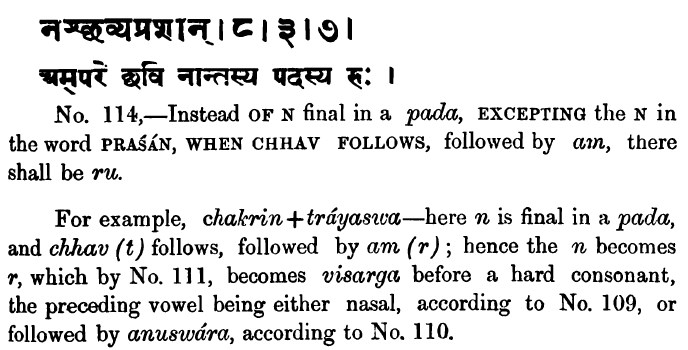 नश्छव्यप्रशान् । ८ । ३ । ७ ।
अम्परे छवि नान्तस्य पदस्य रुः ।
No. 114,—Instead OF N final in a pada, EXCEPTING the N in
the word PRAŚÁN, WHEN CHHAV FOLLOWS, followed by am, there
shall be ru.
For example, chakrin+tráyaswa—here n is final in a pada,
and chhav (t) follows, followed by am (r); hence the n becomes
r, which by No. 111, becomes visarga before a hard consonant,
the preceding vowel being either nasal, according to No. 109, or
followed by anuswára, according to No. 110.